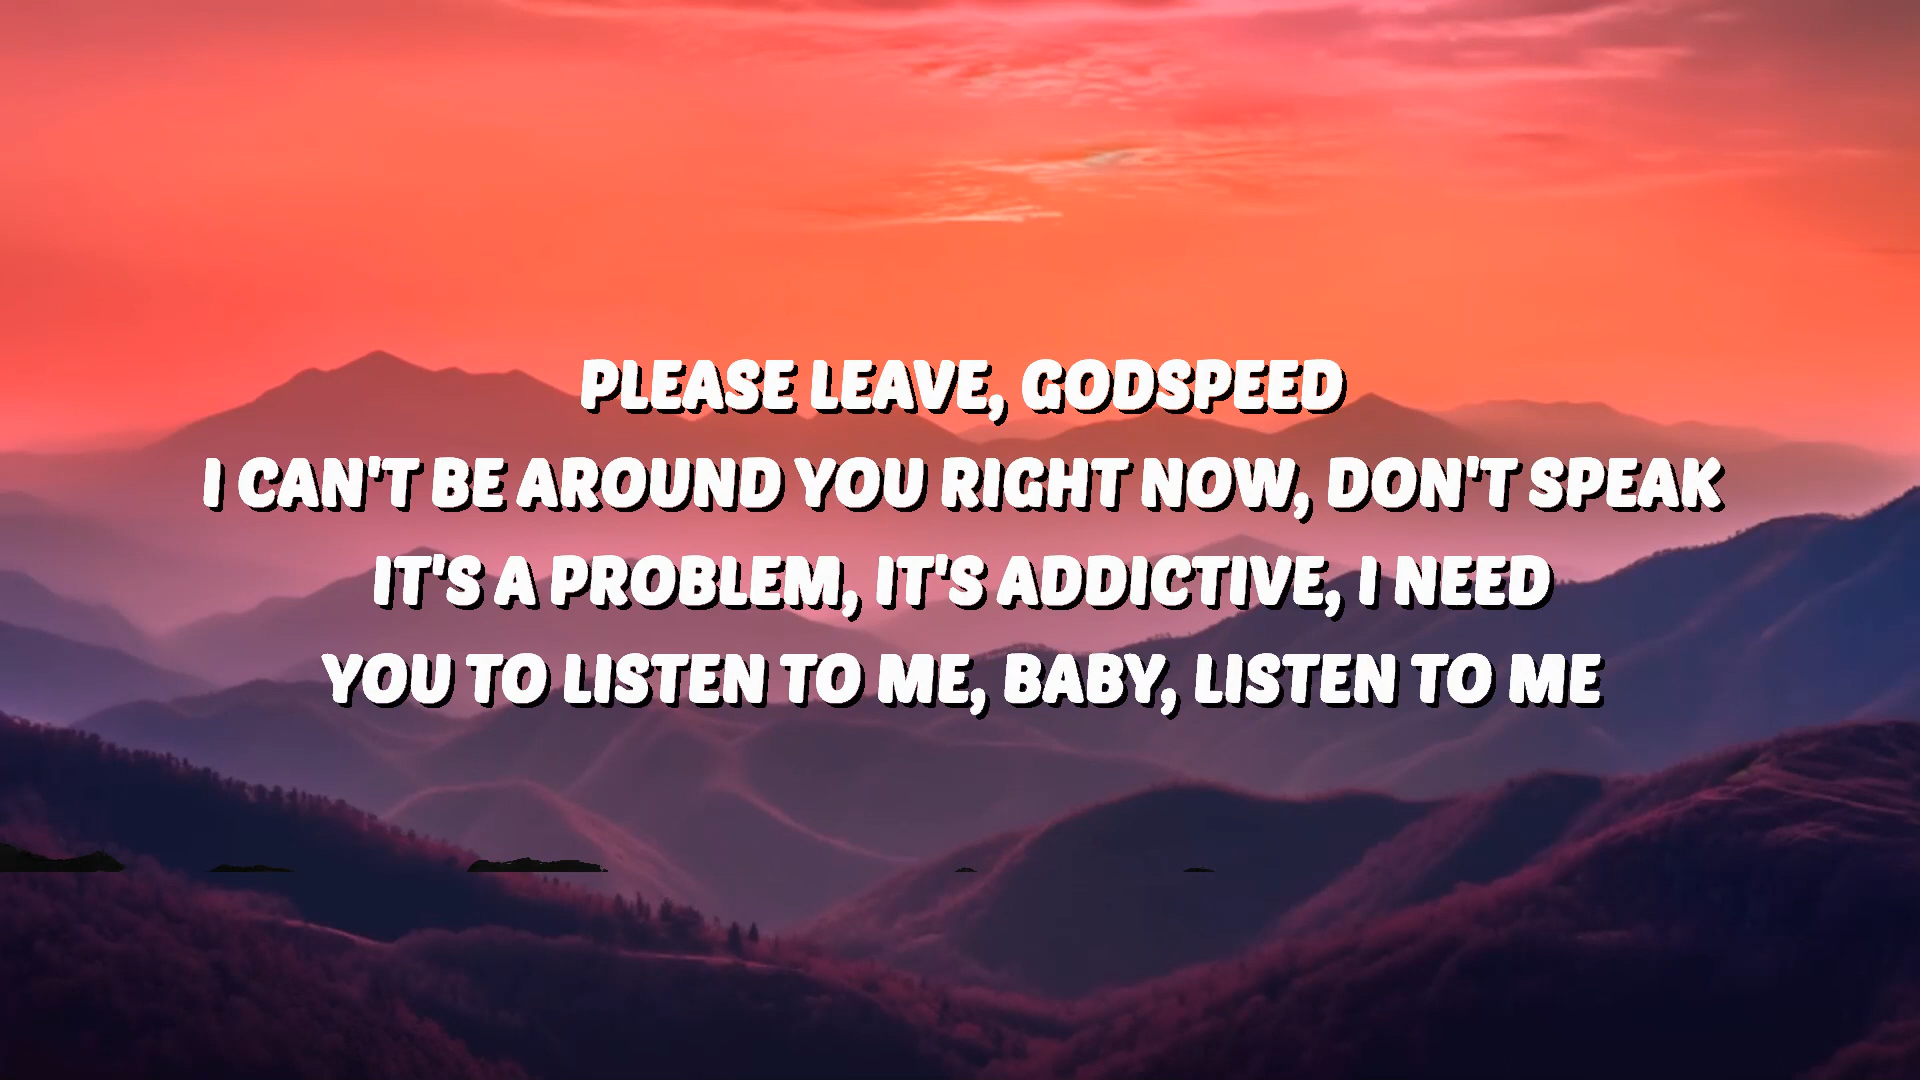 PLEASE LEAVE, GODSPEED
I CAN'T BE AROUND YOU RIGHT NOW, DON'T SPEAK
IT'S A PROBLEM, IT'S ADDICTIVE, I NEED
YOU TO LISTEN TO ME, BABY, LISTEN TO ME